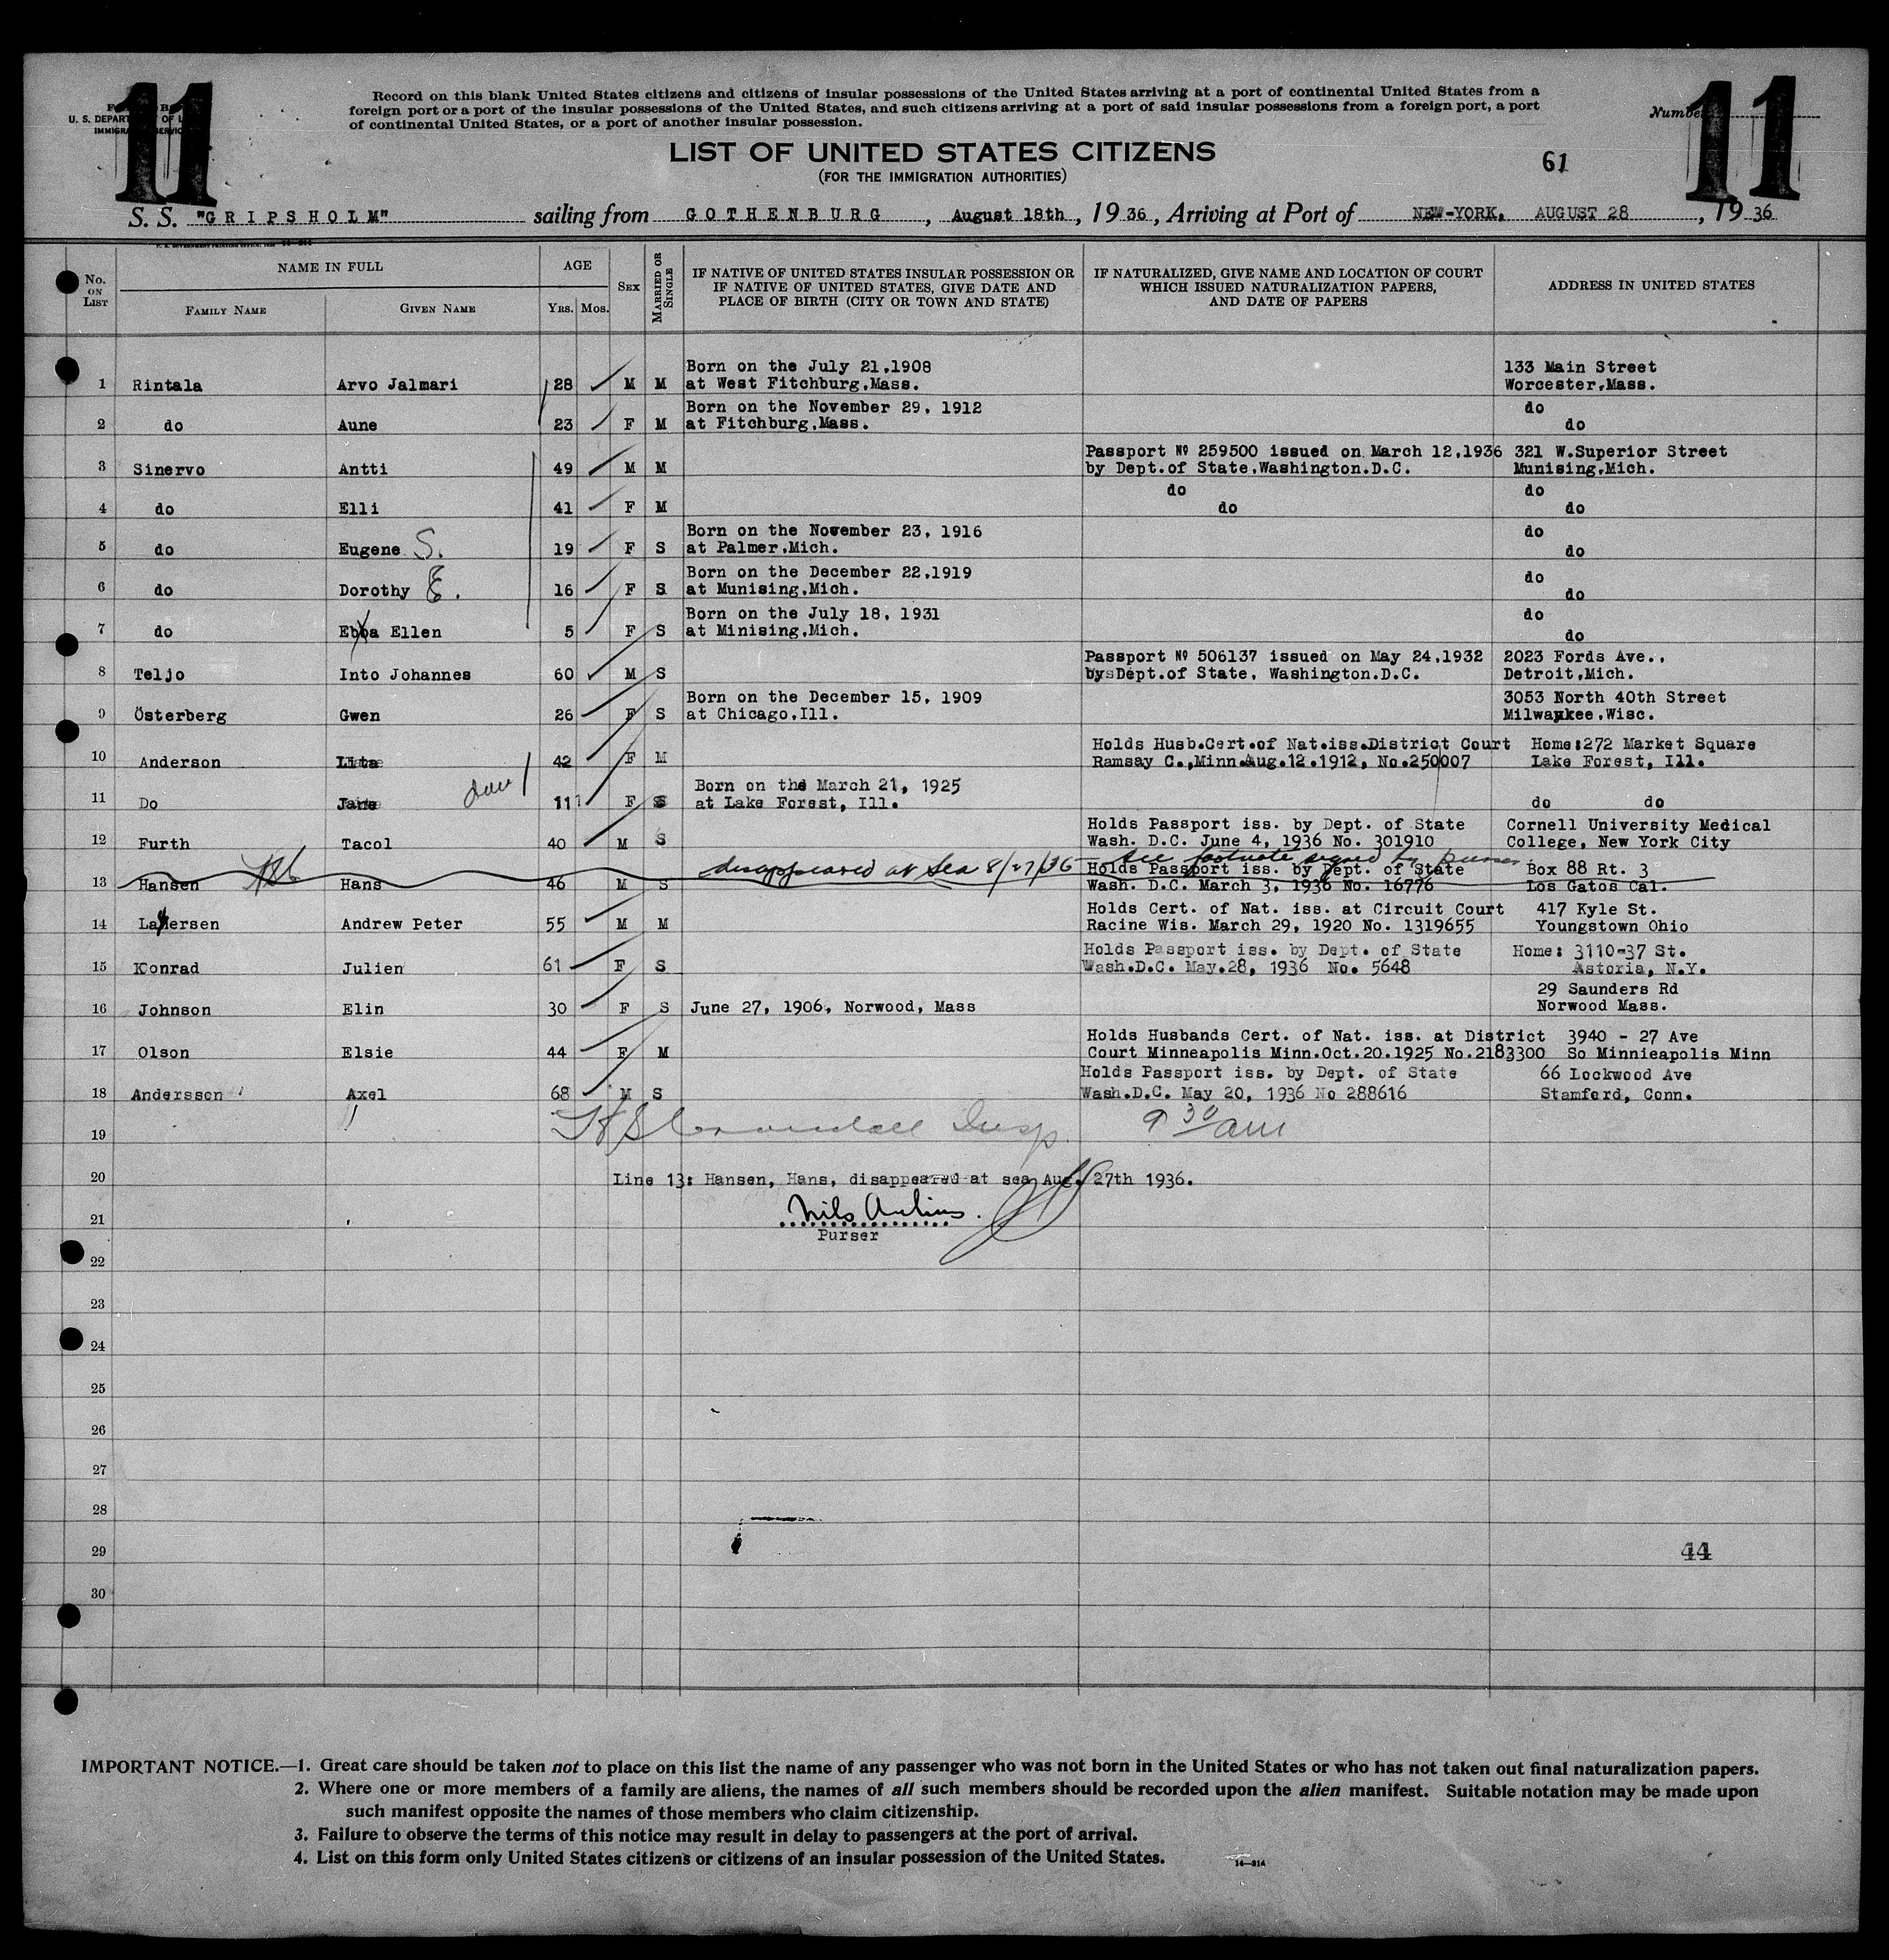 11
11
Record on this blank United States citizens and citizens of insular possessions of the United States arriving at a port of continental United States from a
foreign port or a port of the insular possessions of the United States, and such citizens arriving at a port of said insular possessions from a foreign port, a port
of continental United States, or a port of another insular possession.
U. S. DEPART OF L
IMMIGRA SERVIC
Number
LIST OF UNITED STATES CITIZENS
61
(FOR THE IMMIGRATION AUTHORITIES)
S. S. "GRIPSHOLM" sailing from GOTHENBURG, August 18th, 1936, Arriving at Port of NEW-YORK, AUGUST 28, 1936
No. ON LIST NAME IN FULL AGE SEX MARRIED OR SINGLE IF NATIVE OF UNITED STATES INSULAR POSSESSION OR IF NATIVE OF UNITED STATES, GIVE DATE AND PLACE OF BIRTH (CITY OR TOWN AND STATE) IF NATURALIZED, GIVE NAME AND LOCATION OF COURT WHICH ISSUED NATURALIZATION PAPERS, AND DATE OF PAPERS ADDRESS IN UNITED STATES
FAMILY NAME GIVEN NAME YRS. MOS.
Born on the July 21,1908 133 Main Street
1 Rintala Arvo Jalmari 28 M M at West Fitchburg,Mass. Worcester,Mass.
Born on the November 29, 1912 do
2 do Aune 23 F M at Fitchburg,Mass. do
Passport Nº 259500 issued on March 12,1936 321 W.Superior Street
3 Sinervo Antti 49 M M by Dept.of State,Washington.D.C. Munising,Mich.
do do
4 do Elli 41 F M do do
Born on the November 23, 1916 do
5 do Eugene S. 19 F S at Palmer,Mich. do
Born on the December 22,1919 do
6 do Dorothy E. 16 F S at Munising,Mich. do
Born on the July 18, 1931 do
7 do Ebba Ellen 5 F S at Minising,Mich. do
Passport Nº 506137 issued on May 24,1932 2023 Fords Ave.,
8 Teljo Into Johannes 60 M S bysDept.of State, Washington.D.C. Detroit,Mich.
Born on the December 15, 1909 3053 North 40th Street
9 Österberg Gwen 26 F S at Chicago,Ill. Milwaukee,Wisc.
Holds Husb.Cert.of Nat.iss.District Court Home:272 Market Square
10 Anderson 42 F M Ramsay C.,Minn.Aug.12.1912, No.250007 Lake Forest, Ill.
Born on the March 21, 1925
11 Do Jane 11 F S at Lake Forest, Ill. do do
Holds Passport iss. by Dept. of State Cornell University Medical
12 Furth Tacol 40 M S Wash. D.C. June 4, 1936 No. 301910 College, New York City
disappeared at sea 8/27/36 see footnote signed by purser
Holds Passport iss. by Dept. of State Box 88 Rt. 3
13 Hansen Hans 46 M S Wash. D.C. March 3, 1936 No. 16776 Los Gatos Cal.
Holds Cert. of Nat. iss. at Circuit Court 417 Kyle St.
14 Andrew Peter 55 M M Racine Wis. March 29, 1920 No. 1319655 Youngstown Ohio
Holds Passport iss. by Dept. of State Home: 3110-37 St.
15 Konrad Julien 61 F S Wash.D.C. May.28, 1936 No. 5648 Astoria, N.Y.
29 Saunders Rd
16 Johnson Elin 30 F S June 27, 1906, Norwood, Mass Norwood Mass.
Holds Husbands Cert. of Nat. iss. at District 3940 - 27 Ave
17 Olson Elsie 44 F M Court Minneapolis Minn.Oct.20.1925 No.2183300 So Minnieapolis Minn
Holds Passport iss. by Dept. of State 66 Lockwood Ave
18 Andersson Axel 68 M S Wash.D.C. May 20, 1936 No 288616 Stamford, Conn.
19 Insp. 9 30 am
20 Line 13: Hansen, Hans, disappeared at sea Aug. 27th 1936.
21 Nils
Purser
22
23
24
25
26
27
28
29 44
30
IMPORTANT NOTICE.—1. Great care should be taken not to place on this list the name of any passenger who was not born in the United States or who has not taken out final naturalization papers.
2. Where one or more members of a family are aliens, the names of all such members should be recorded upon the alien manifest. Suitable notation may be made upon
such manifest opposite the names of those members who claim citizenship.
3. Failure to observe the terms of this notice may result in delay to passengers at the port of arrival.
4. List on this form only United States citizens or citizens of an insular possession of the United States.
14—814